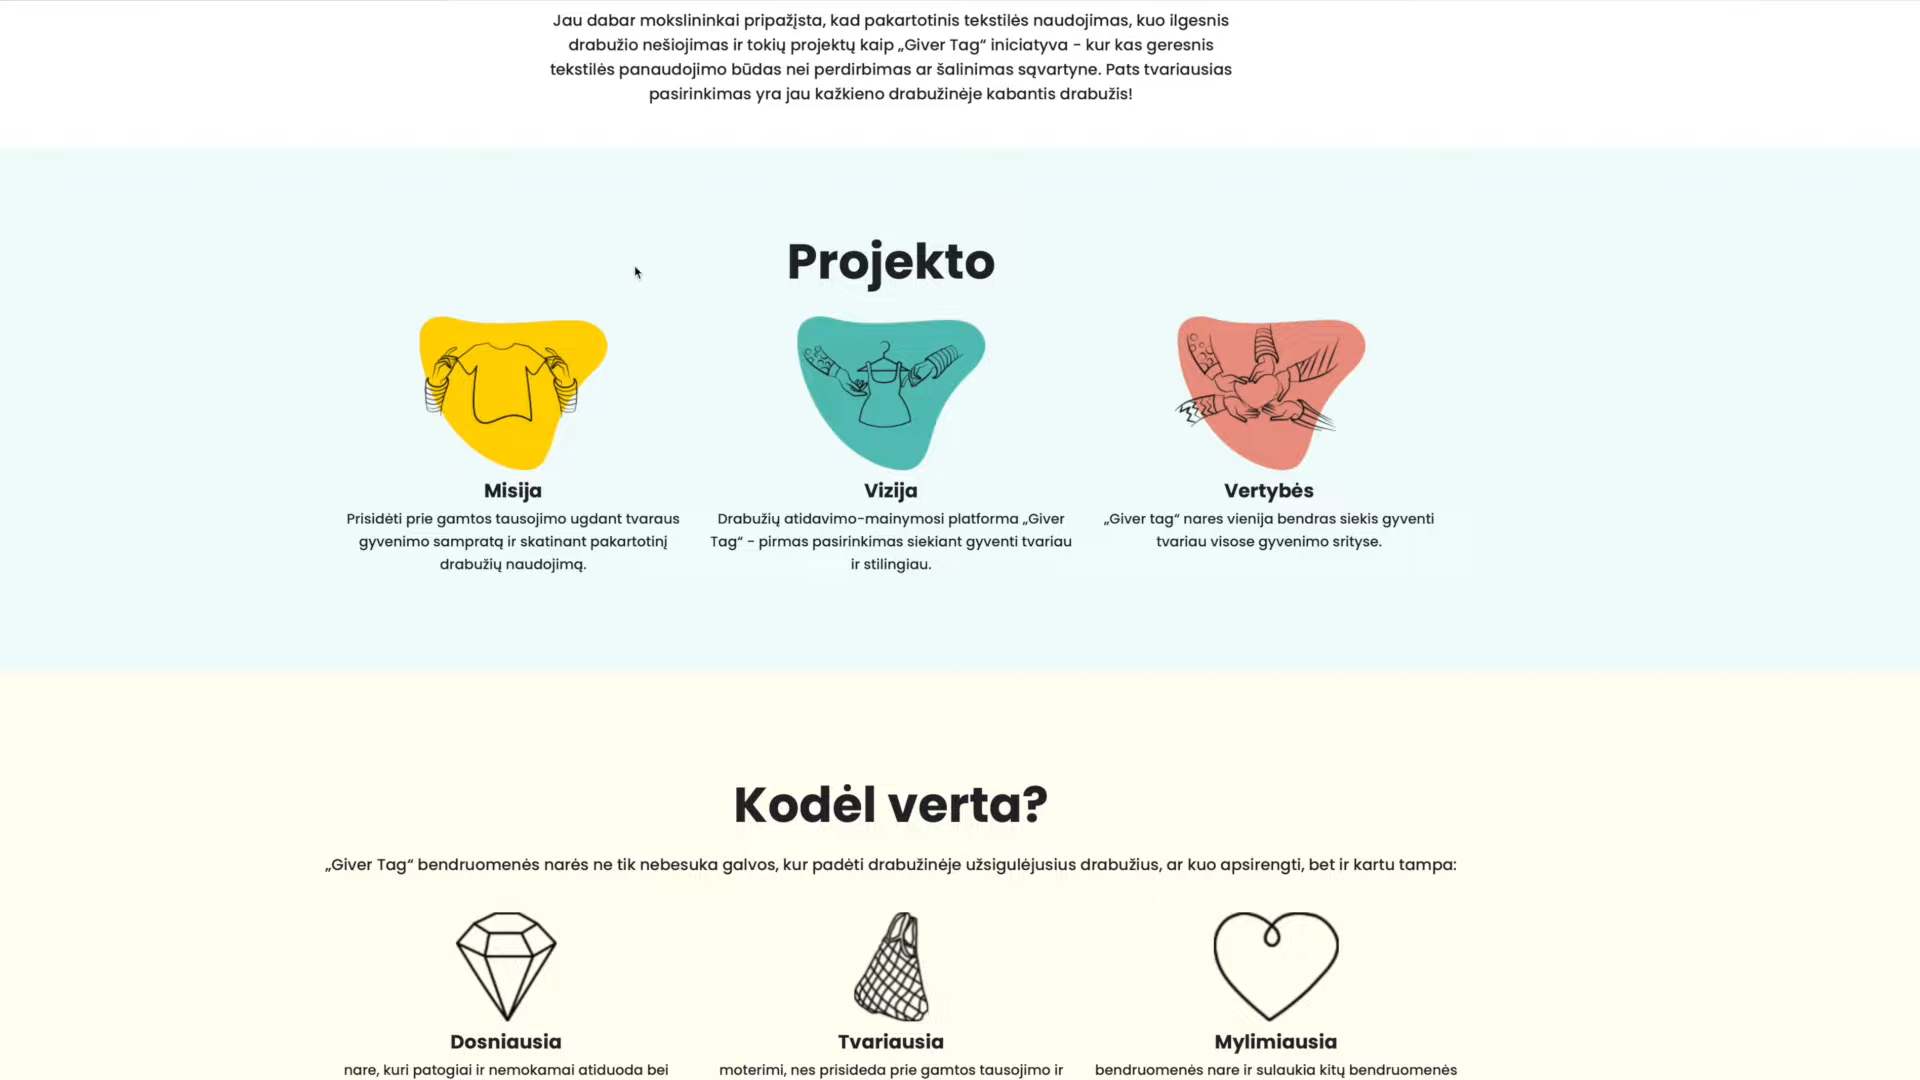 Jau dabar mokslininkai pripažįsta, kad pakartotinis tekstilės naudojimas, kuo ilgesnis
drabužio nešiojimas ir tokių projektų kaip „Giver Tag“ iniciatyva - kur kas geresnis
tekstilės panaudojimo būdas nei perdirbimas ar šalinimas sąvartyne. Pats tvariausias
pasirinkimas yra jau kažkieno drabužinėje kabantis drabužis!
Projekto
Misija
Prisidėti prie gamtos tausojimo ugdant tvaraus
gyvenimo sampratą ir skatinant pakartotinį
drabužių naudojimą.
Vizija
Drabužių atidavimo-mainymosi platforma „Giver
Tag“ - pirmas pasirinkimas siekiant gyventi tvariau
ir stilingiau.
Vertybės
„Giver tag“ nares vienija bendras siekis gyventi
tvariau visose gyvenimo srityse.
Kodėl verta?
„Giver Tag“ bendruomenės narės ne tik nebesuka galvos, kur padėti drabužinėje užsigulėjusius drabužius, ar kuo apsirengti, bet ir kartu tampa:
Dosniausia
nare, kuri patogiai ir nemokamai atiduoda bei
Tvariausia
moterimi, nes prisideda prie gamtos tausojimo ir
Mylimiausia
bendruomenės nare ir sulaukia kitų bendruomenės